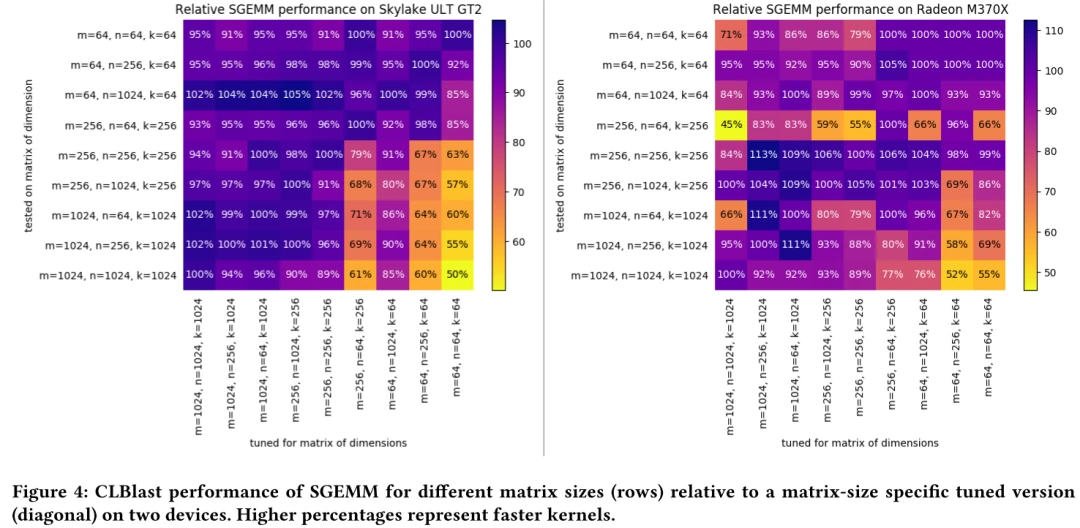 Relative SGEMM performance on Skylake ULT GT2
tested on matrix of dimension
m=64, n=64, k=64 95% 91% 95% 95% 91% 100% 91% 95% 100%
m=64, n=256, k=64 95% 95% 96% 98% 98% 99% 95% 100% 92%
m=64, n=1024, k=64 102% 104% 104% 105% 102% 96% 100% 99% 85%
m=256, n=64, k=256 93% 95% 95% 96% 96% 100% 92% 98% 85%
m=256, n=256, k=256 94% 91% 100% 98% 100% 79% 91% 67% 63%
m=256, n=1024, k=256 97% 97% 97% 100% 91% 68% 80% 67% 57%
m=1024, n=64, k=1024 102% 99% 100% 99% 97% 71% 86% 64% 60%
m=1024, n=256, k=1024 102% 100% 101% 100% 96% 69% 90% 64% 55%
m=1024, n=1024, k=1024 100% 94% 96% 90% 89% 61% 85% 60% 50%
m=1024, n=1024, k=1024
m=1024, n=256, k=1024
m=1024, n=64, k=1024
m=256, n=1024, k=256
m=256, n=256, k=256
m=256, n=64, k=256
m=64, n=1024, k=64
m=64, n=256, k=64
m=64, n=64, k=64
tuned for matrix of dimensions
100
90
80
70
60
Relative SGEMM performance on Radeon M370X
tested on matrix of dimension
m=64, n=64, k=64 71% 93% 86% 86% 79% 100% 100% 100% 100%
m=64, n=256, k=64 95% 95% 92% 95% 90% 105% 100% 100% 100%
m=64, n=1024, k=64 84% 93% 100% 89% 99% 97% 100% 93% 93%
m=256, n=64, k=256 45% 83% 83% 59% 55% 100% 66% 96% 66%
m=256, n=256, k=256 84% 113% 109% 106% 100% 106% 104% 98% 99%
m=256, n=1024, k=256 100% 104% 109% 100% 105% 101% 103% 69% 86%
m=1024, n=64, k=1024 66% 111% 100% 80% 79% 100% 96% 67% 82%
m=1024, n=256, k=1024 95% 100% 111% 93% 88% 80% 91% 58% 69%
m=1024, n=1024, k=1024 100% 92% 92% 93% 89% 77% 76% 52% 55%
m=1024, n=1024, k=1024
m=1024, n=256, k=1024
m=1024, n=64, k=1024
m=256, n=1024, k=256
m=256, n=256, k=256
m=256, n=64, k=256
m=64, n=1024, k=64
m=64, n=256, k=64
m=64, n=64, k=64
tuned for matrix of dimensions
110
100
90
80
70
60
50
Figure 4: CLBlast performance of SGEMM for different matrix sizes (rows) relative to a matrix-size specific tuned version
(diagonal) on two devices. Higher percentages represent faster kernels.